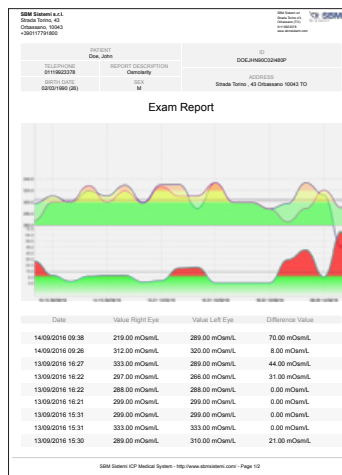 SBM Sistemi s.r.l.
Strada Torino, 43
Orbassano, 10043
+390117791800
SBM
PATIENT
Doe, John
ID
DOEJHN90C02H480P
TELEPHONE
01119923378
REPORT DESCRIPTION
Osmolarity
BIRTH DATE
02/03/1990 (26)
SEX
M
ADDRESS
Strada Torino , 43 Orbassano 10043 TO
Exam Report
Date Value Right Eye Value Left Eye Difference Value
14/09/2016 09:38 219.00 mOsm/L 289.00 mOsm/L 70.00 mOsm/L
14/09/2016 09:26 312.00 mOsm/L 320.00 mOsm/L 8.00 mOsm/L
13/09/2016 16:27 333.00 mOsm/L 289.00 mOsm/L 44.00 mOsm/L
13/09/2016 16:22 297.00 mOsm/L 266.00 mOsm/L 31.00 mOsm/L
13/09/2016 16:22 288.00 mOsm/L 288.00 mOsm/L 0.00 mOsm/L
13/09/2016 16:21 299.00 mOsm/L 299.00 mOsm/L 0.00 mOsm/L
13/09/2016 15:31 299.00 mOsm/L 299.00 mOsm/L 0.00 mOsm/L
13/09/2016 15:31 333.00 mOsm/L 333.00 mOsm/L 0.00 mOsm/L
13/09/2016 15:30 289.00 mOsm/L 310.00 mOsm/L 21.00 mOsm/L
SBM Sistemi ICP Medical System - http://www.sbmsistemi.com/ - Page 1/2